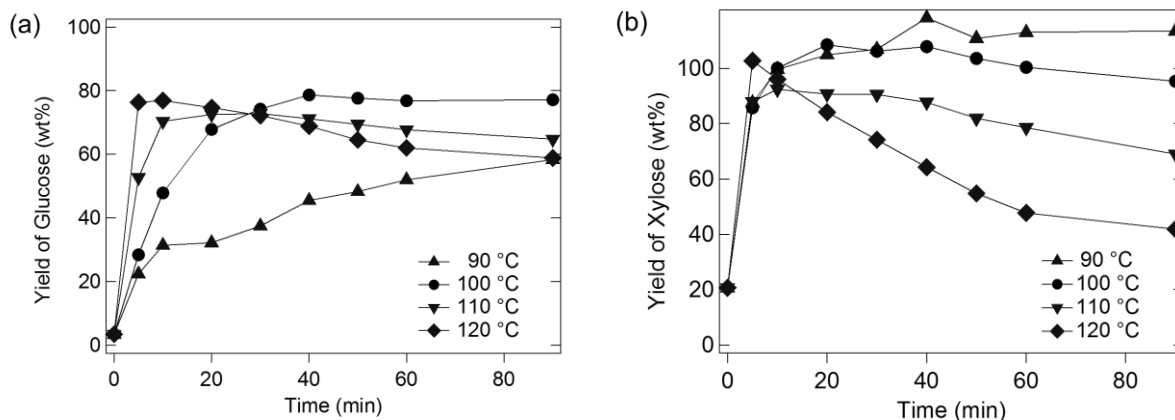 (a)
Yield of Glucose (wt%)
100
80
60
40
20
0
90 °C
100 °C
110 °C
120 °C
0 20 40 60 80
Time (min)
(b)
Yield of Xylose (wt%)
100
80
60
40
20
0
90 °C
100 °C
110 °C
120 °C
0 20 40 60 80
Time (min)